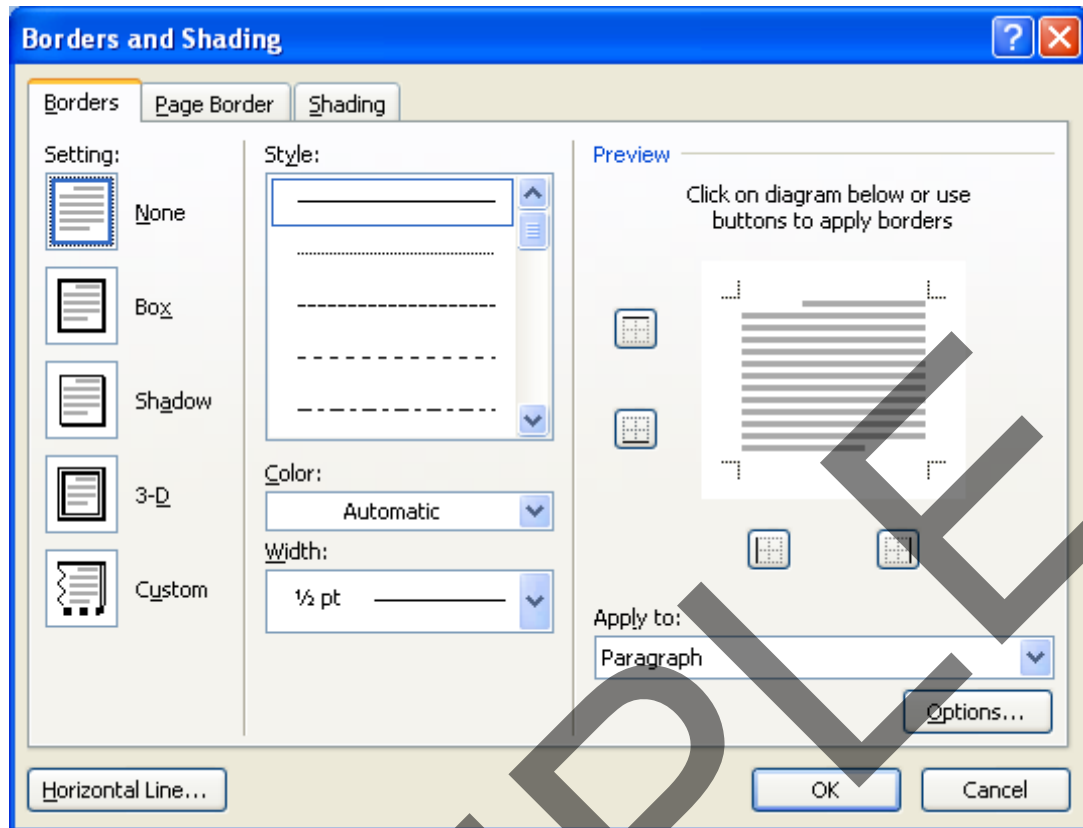 Borders and Shading
Borders
Page Border
Shading
Setting:
None
Box
Shadow
3-D
Custom
Style:
Color:
Automatic
Width:
½ pt
Preview
Click on diagram below or use
buttons to apply borders
Apply to:
Paragraph
Options...
Horizontal Line...
OK
Cancel